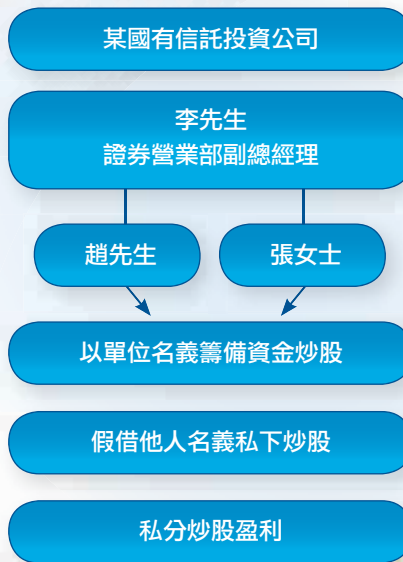 某國有信託投資公司
李先生
證券營業部副總經理
趙先生
張女士
以單位名義籌備資金炒股
假借他人名義私下炒股
私分炒股盈利